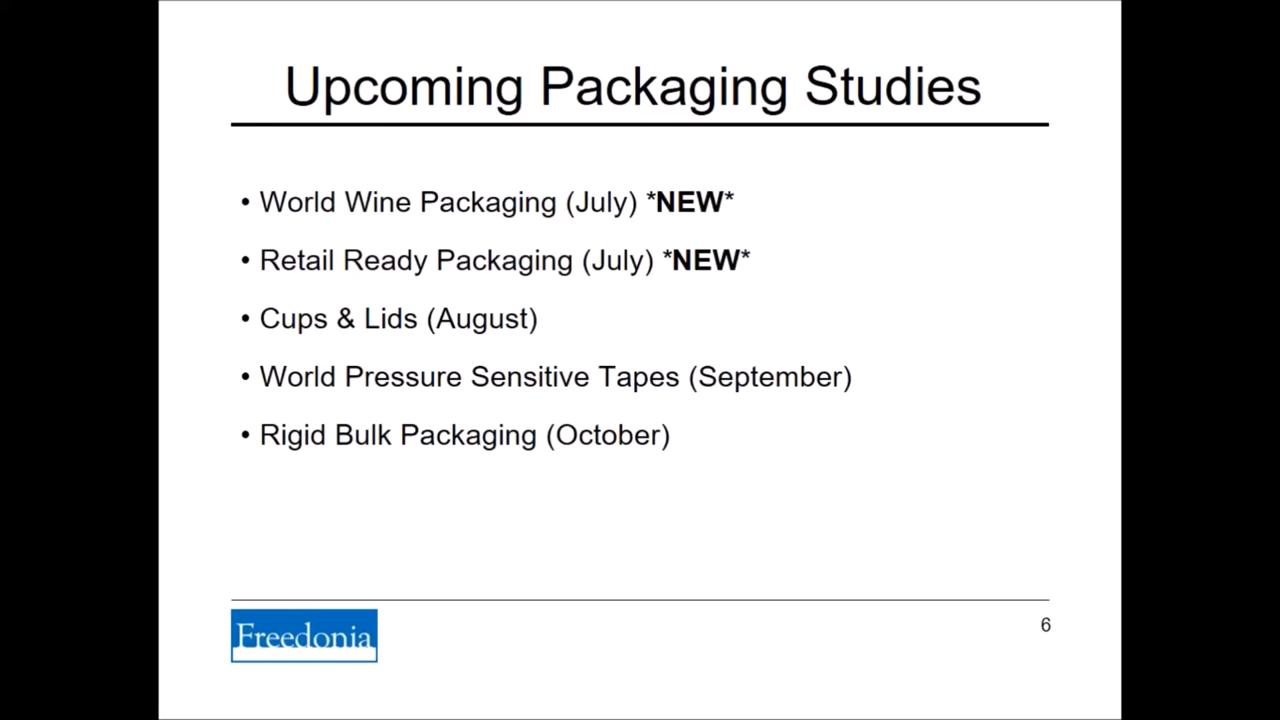 Upcoming Packaging Studies
• World Wine Packaging (July) *NEW*
• Retail Ready Packaging (July) *NEW*
• Cups & Lids (August)
• World Pressure Sensitive Tapes (September)
• Rigid Bulk Packaging (October)
Freedonia
6